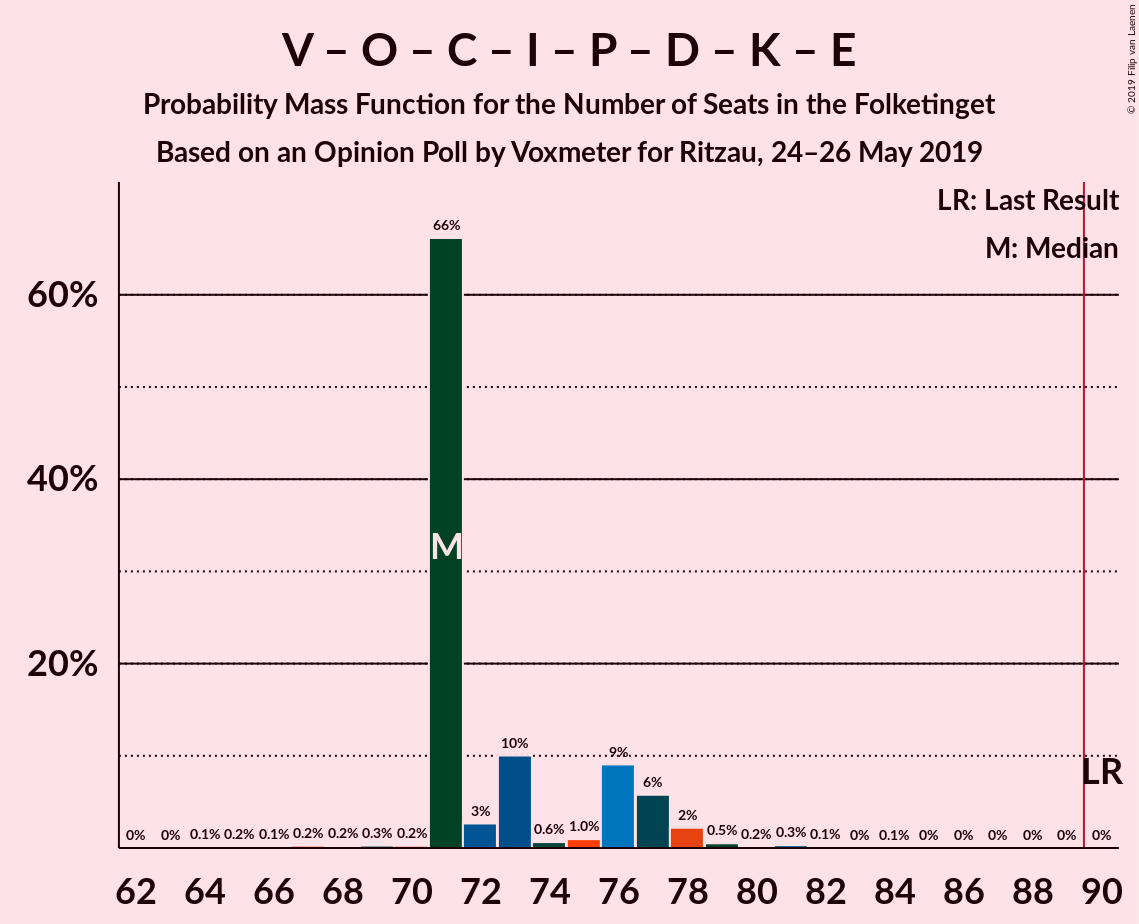 V – O – C – I – P – D – K – E
Probability Mass Function for the Number of Seats in the Folketinget
Based on an Opinion Poll by Voxmeter for Ritzau, 24–26 May 2019
© 2019 Filip van Laenen
LR: Last Result
M: Median
60%
40%
20%
0% 0% 0.1% 0.2% 0.1% 0.2% 0.2% 0.3% 0.2% 66% 3% 10% 0.6% 1.0% 9% 6% 2% 0.5% 0.2% 0.3% 0.1% 0% 0.1% 0% 0% 0% 0% 0% 0%
M
LR
62 64 66 68 70 72 74 76 78 80 82 84 86 88 90